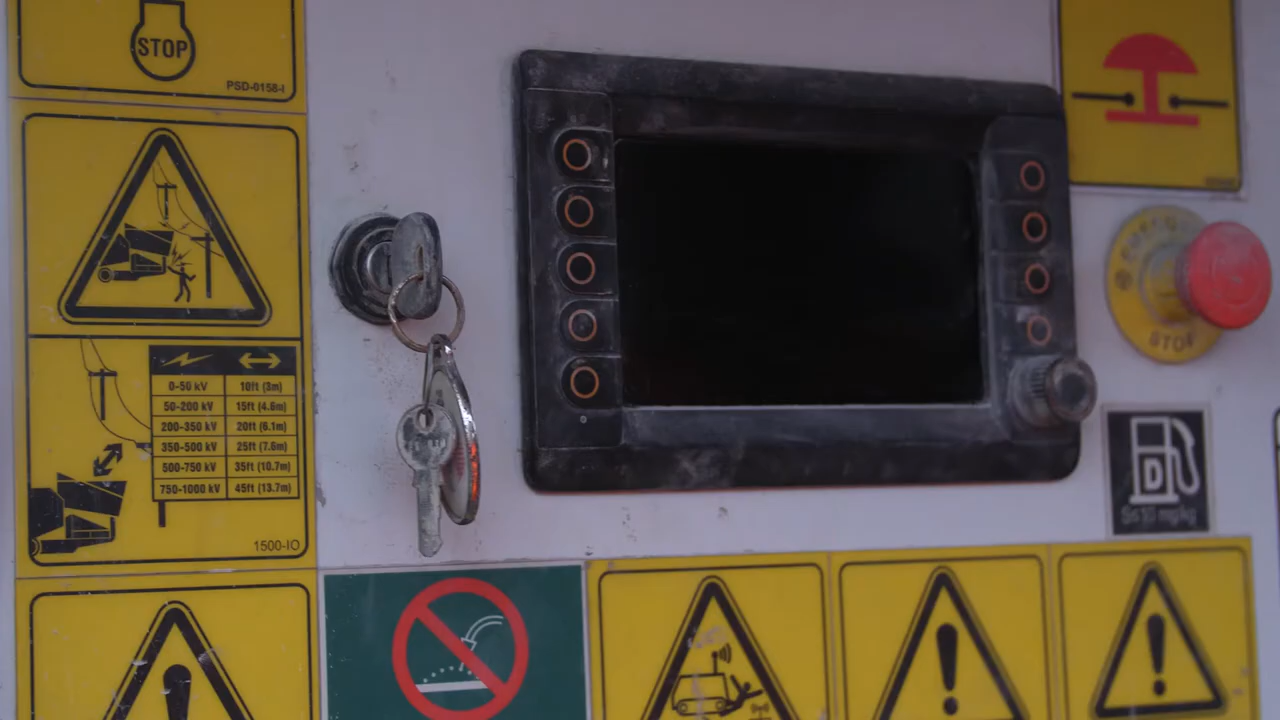 STOP
PSD-0158-I
0-50 kV 10ft (3m)
50-200 kV 15ft (4.6m)
200-350 kV 20ft (6.1m)
350-500 kV 25ft (7.6m)
500-750 kV 35ft (10.7m)
750-1000 kV 45ft (13.7m)
1500-IO
EMERGENCY
STOP
D